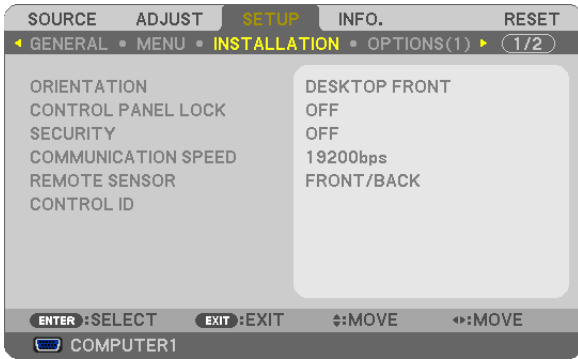 SOURCE ADJUST SETUP INFO. RESET
GENERAL • MENU • INSTALLATION • OPTIONS(1) 1/2
ORIENTATION DESKTOP FRONT
CONTROL PANEL LOCK OFF
SECURITY OFF
COMMUNICATION SPEED 19200bps
REMOTE SENSOR FRONT/BACK
CONTROL ID
ENTER:SELECT EXIT:EXIT :MOVE :MOVE
COMPUTER1